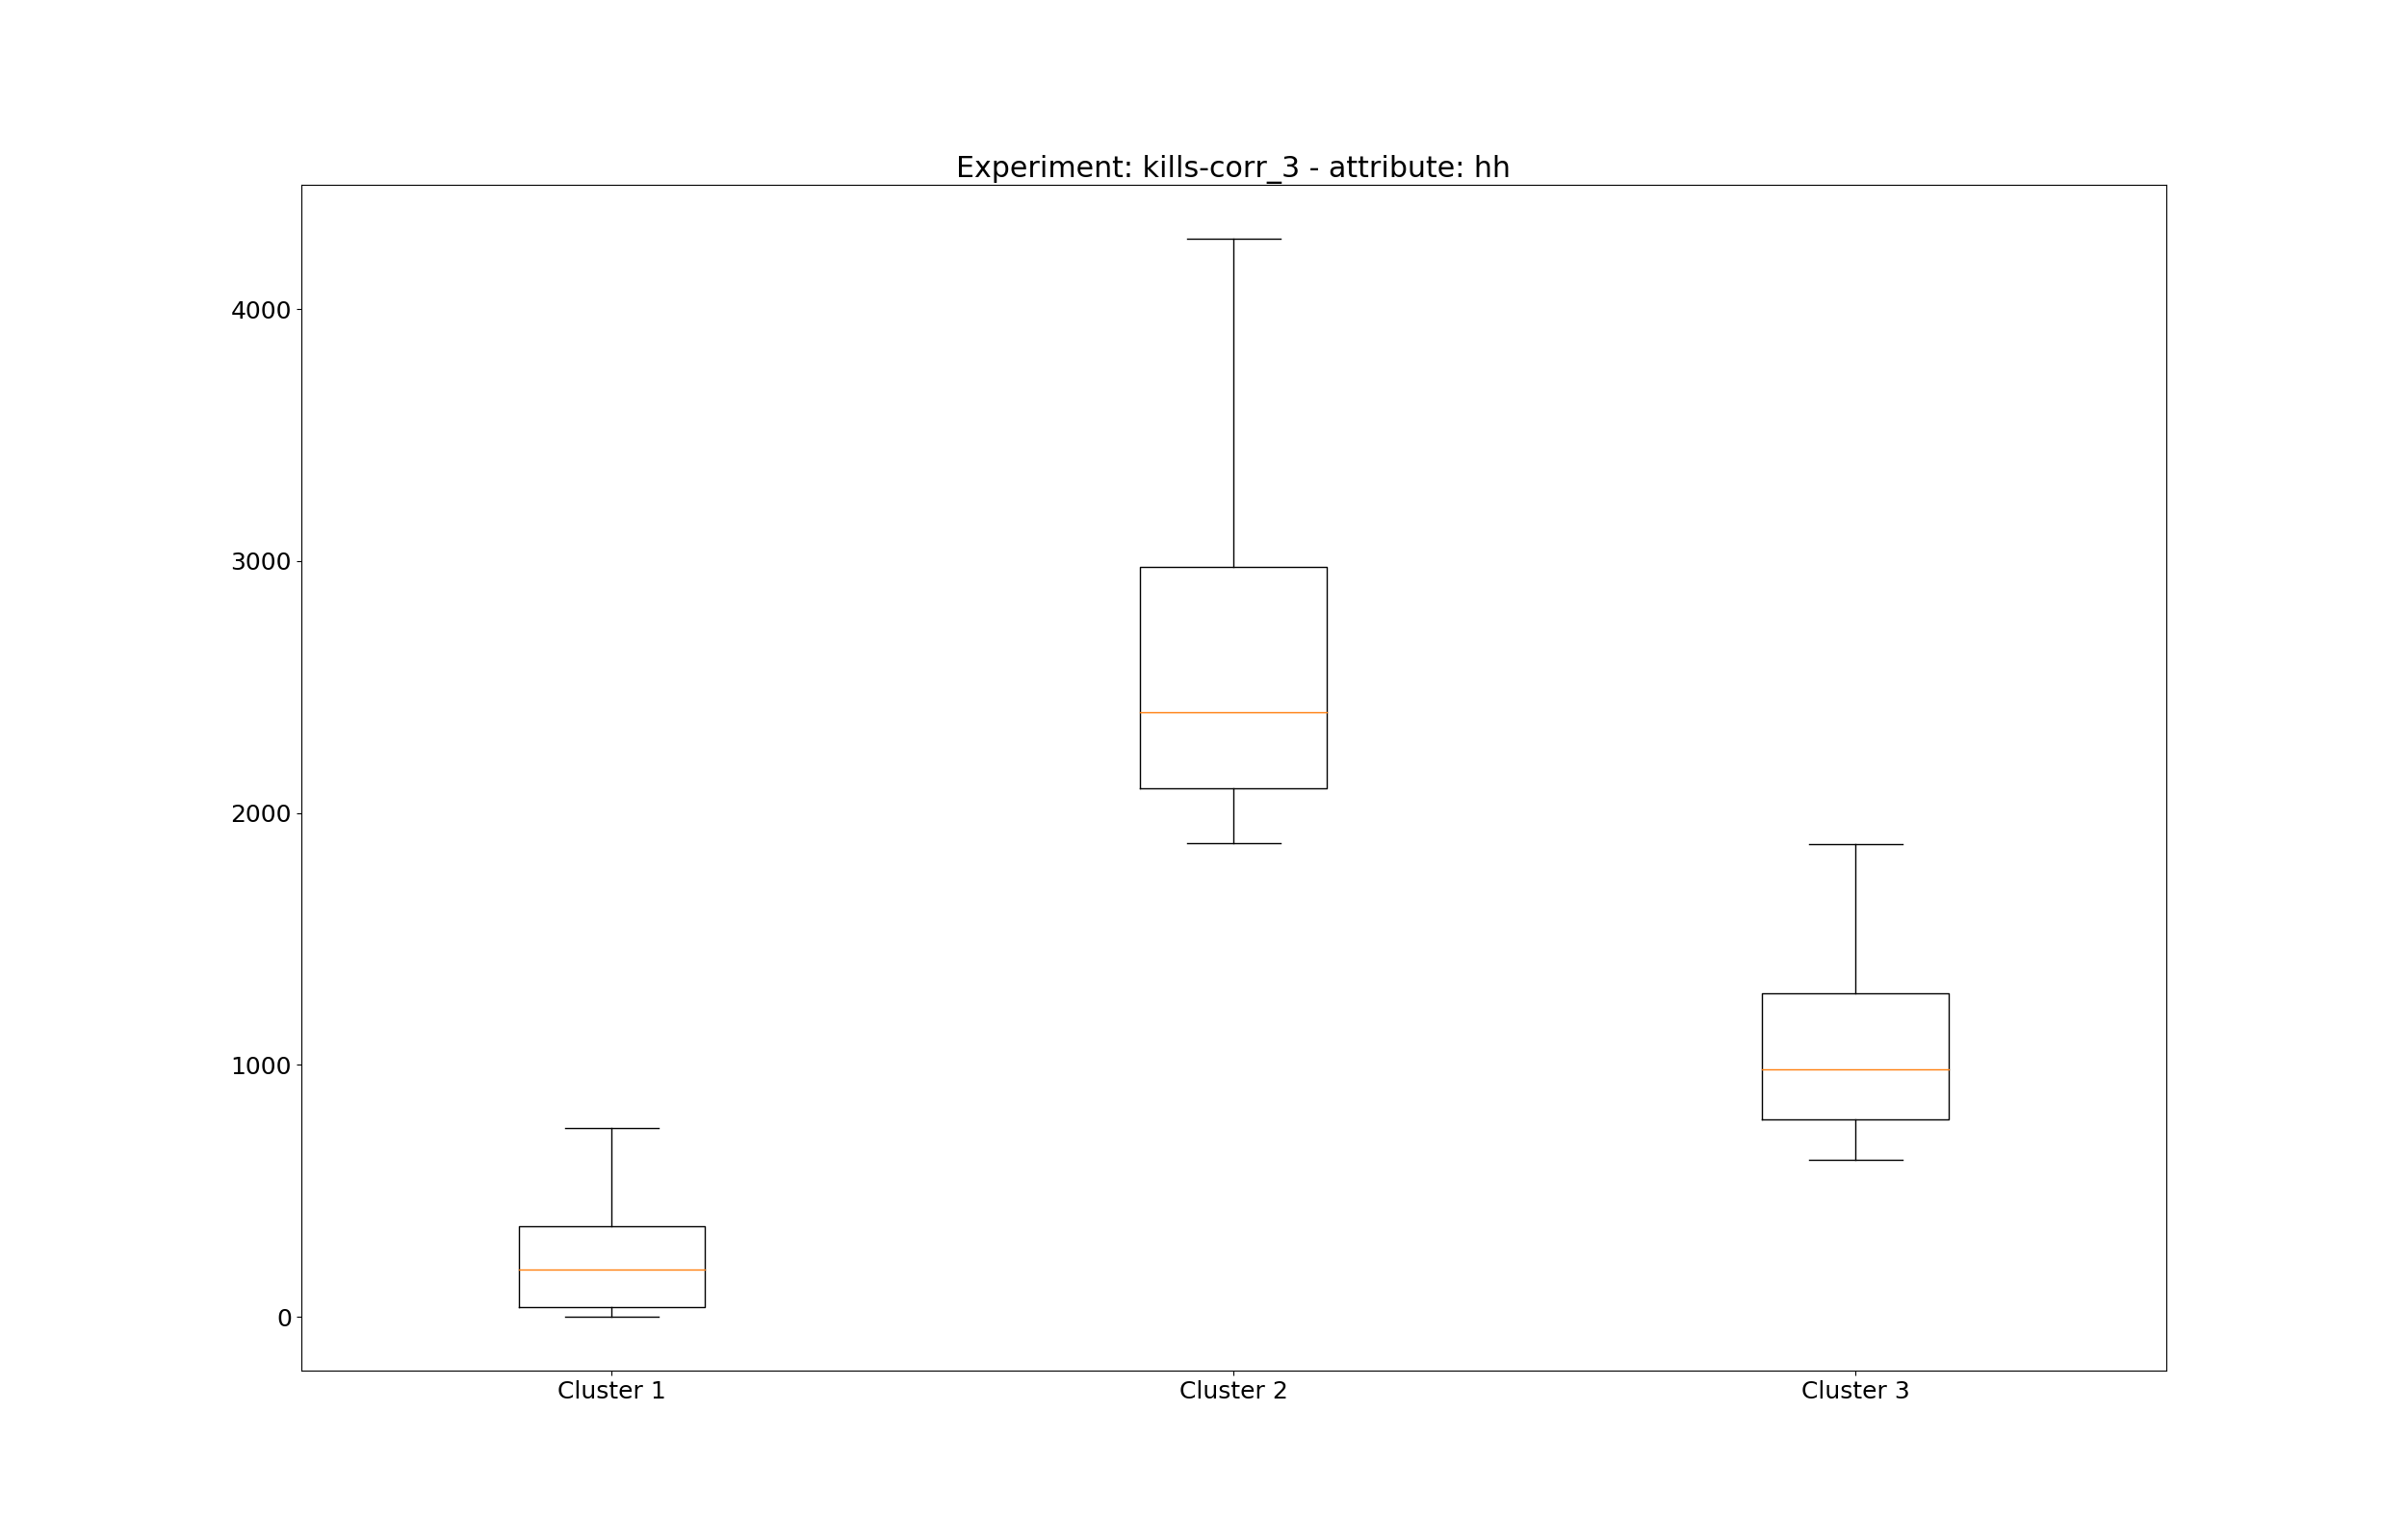 Experiment: kills-corr_3 - attribute: hh
4000
3000
2000
1000
0
Cluster 1 Cluster 2 Cluster 3